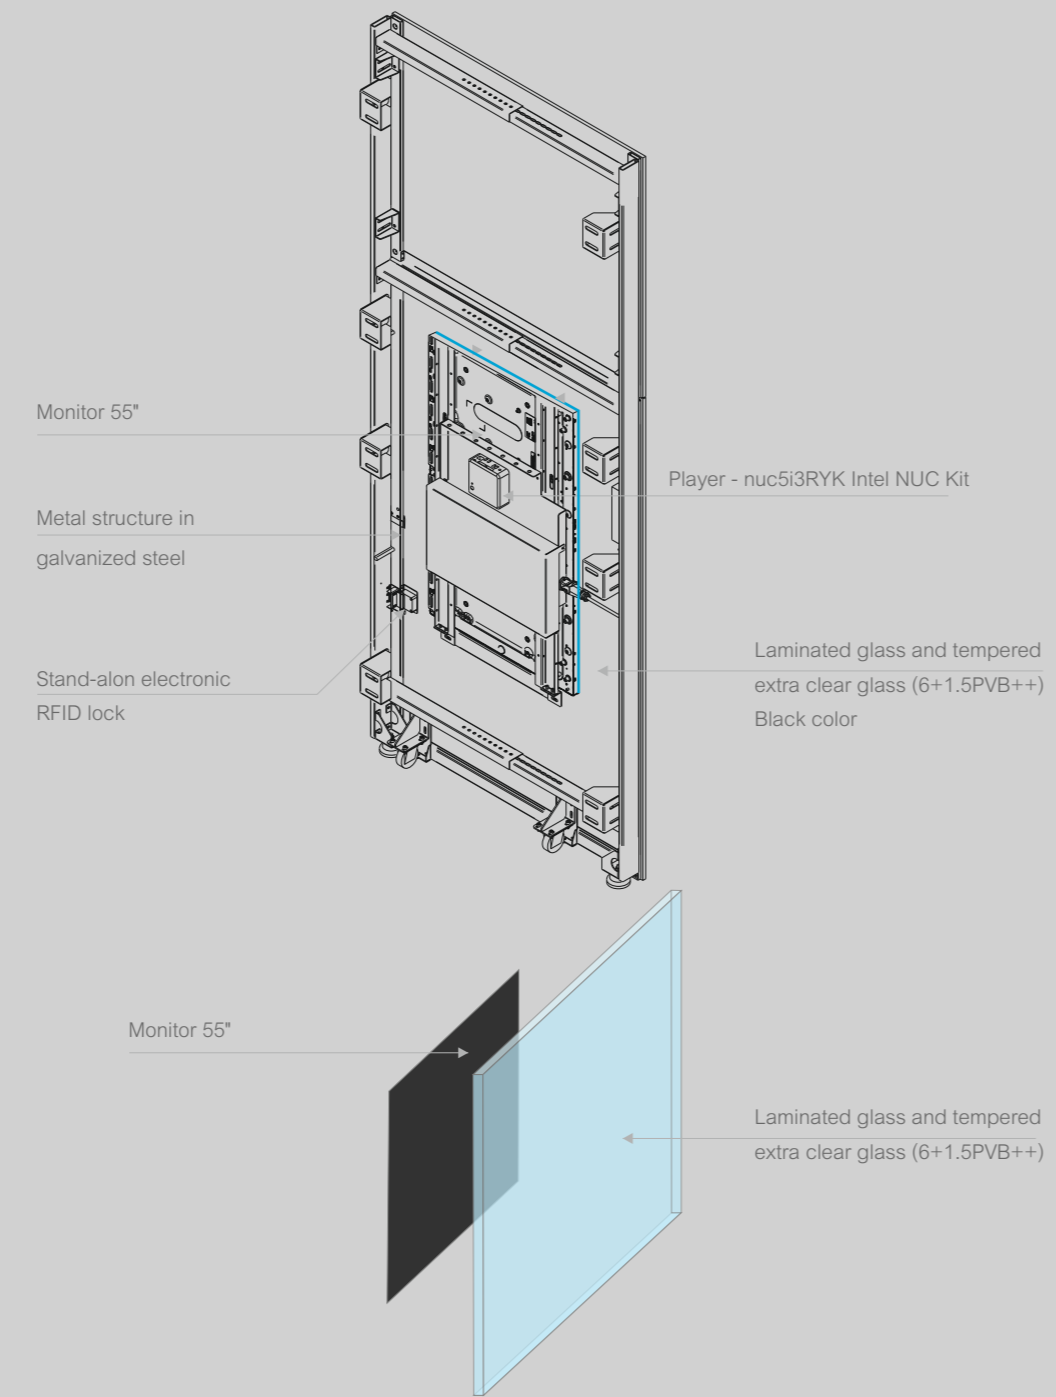 Monitor 55"
Player - nuc5i3RYK Intel NUC Kit
Metal structure in
galvanized steel
Laminated glass and tempered
extra clear glass (6+1.5PVB++)
Black color
Stand-alon electronic
RFID lock
Monitor 55"
Laminated glass and tempered
extra clear glass (6+1.5PVB++)